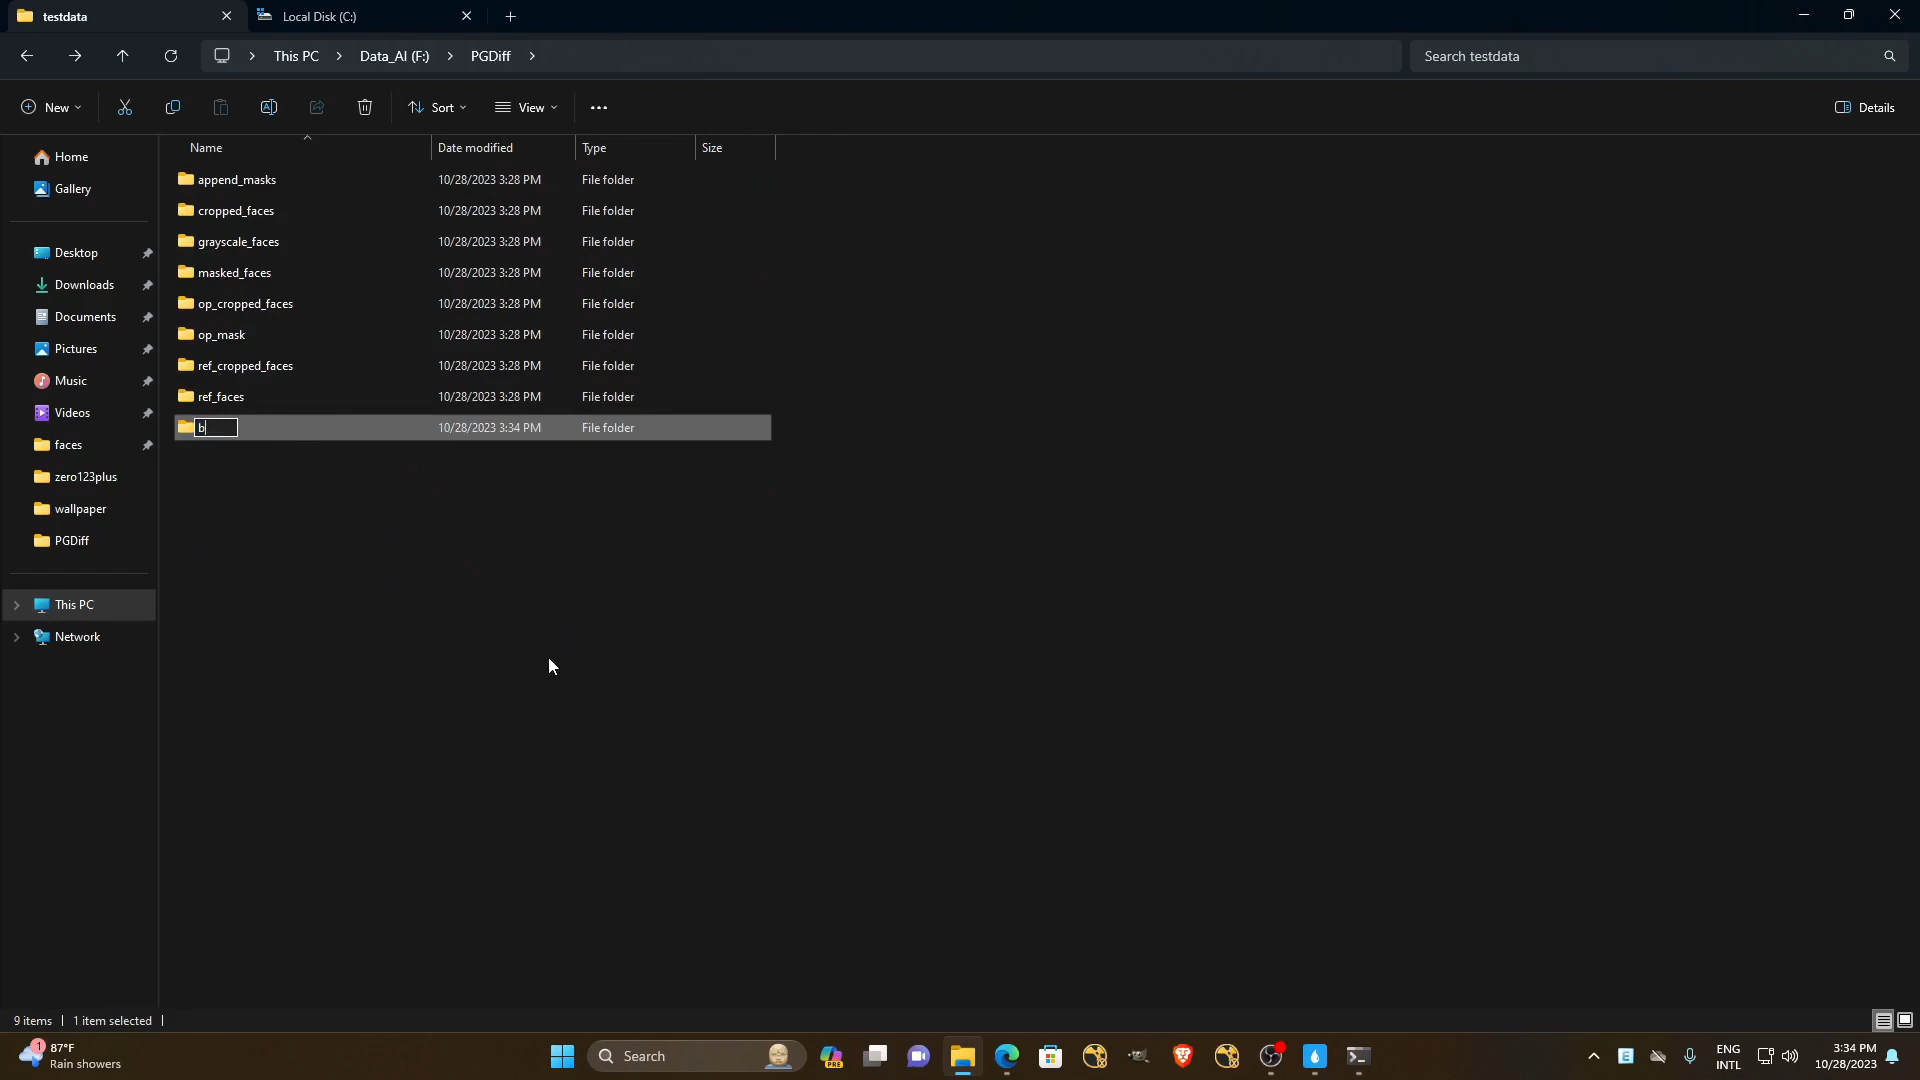 testdata
Local Disk (C:)
This PC > Data_AI (F:) > PGDiff >
Search testdata
New
Sort
View
Details
Name
Date modified
Type
Size
append_masks 10/28/2023 3:28 PM File folder
cropped_faces 10/28/2023 3:28 PM File folder
grayscale_faces 10/28/2023 3:28 PM File folder
masked_faces 10/28/2023 3:28 PM File folder
op_cropped_faces 10/28/2023 3:28 PM File folder
op_mask 10/28/2023 3:28 PM File folder
ref_cropped_faces 10/28/2023 3:28 PM File folder
ref_faces 10/28/2023 3:28 PM File folder
b 10/28/2023 3:34 PM File folder
Home
Gallery
Desktop
Downloads
Documents
Pictures
Music
Videos
faces
zero123plus
wallpaper
PGDiff
This PC
Network
9 items
1 item selected
1
87°F
Rain showers
Search
PRE
E
ENG
INTL
3:34 PM
10/28/2023